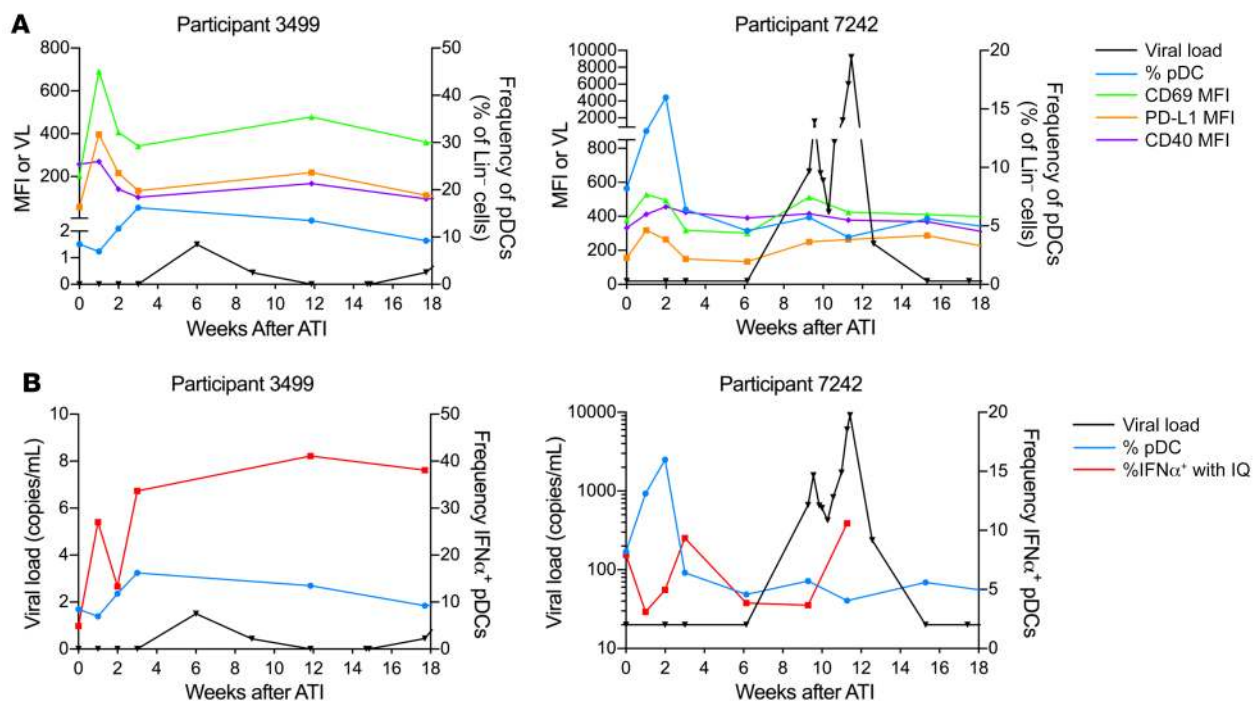 A
Participant 3499
800
600
400
200
2
1
0
50
40
30
20
10
0
0 2 4 6 8 10 12 14 16 18
MFI or VL
Frequency of pDCs
(% of Lin⁻ cells)
Weeks After ATI
Participant 7242
10000
8000
6000
4000
2000
1000
800
600
400
200
0
20
15
10
5
0
0 2 4 6 8 10 12 14 16 18
MFI or VL
Frequency of pDCs
(% of Lin⁻ cells)
Weeks after ATI
Viral load
% pDC
CD69 MFI
PD-L1 MFI
CD40 MFI
B
Participant 3499
10
8
6
4
2
0
50
40
30
20
10
0
0 2 4 6 8 10 12 14 16 18
Viral load (copies/mL)
Frequency IFNα⁺ pDCs
Weeks after ATI
Participant 7242
10000
1000
100
10
20
15
10
5
0
0 2 4 6 8 10 12 14 16 18
Viral load (copies/mL)
Frequency IFNα⁺
pDCs
Weeks after ATI
Viral load
% pDC
%IFNα⁺ with IQ